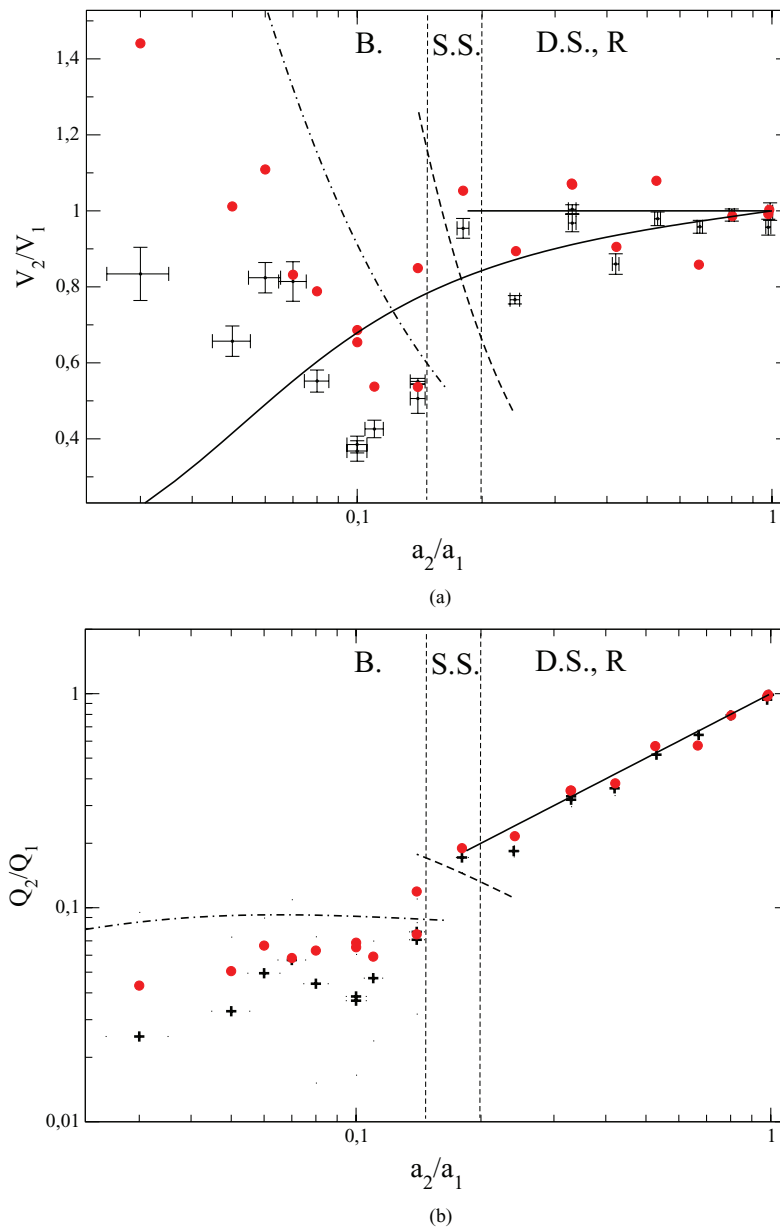 B. S.S. D.S., R
1,4
1,2
1
0,8
0,6
0,4
V2/V1
0,1 1
a2/a1
(a)
B. S.S. D.S., R
1
0,1
0,01
Q2/Q1
0,1 1
a2/a1
(b)